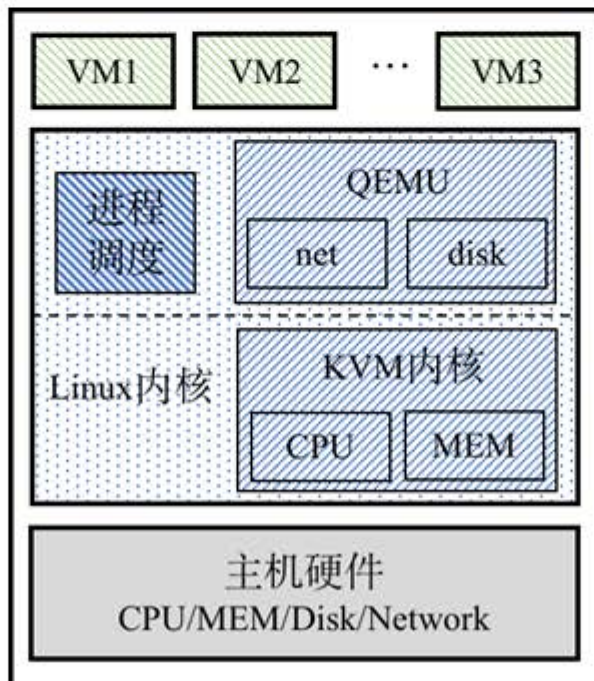 VM1 VM2 … VM3
进程
调度
QEMU
net disk
Linux内核
KVM内核
CPU MEM
主机硬件
CPU/MEM/Disk/Network